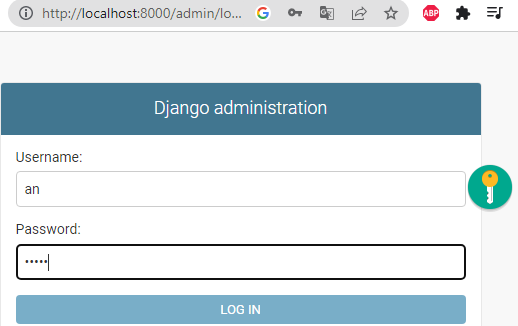 http://localhost:8000/admin/lo...
ABP
Django administration
Username:
an
Password:
•••••
LOG IN